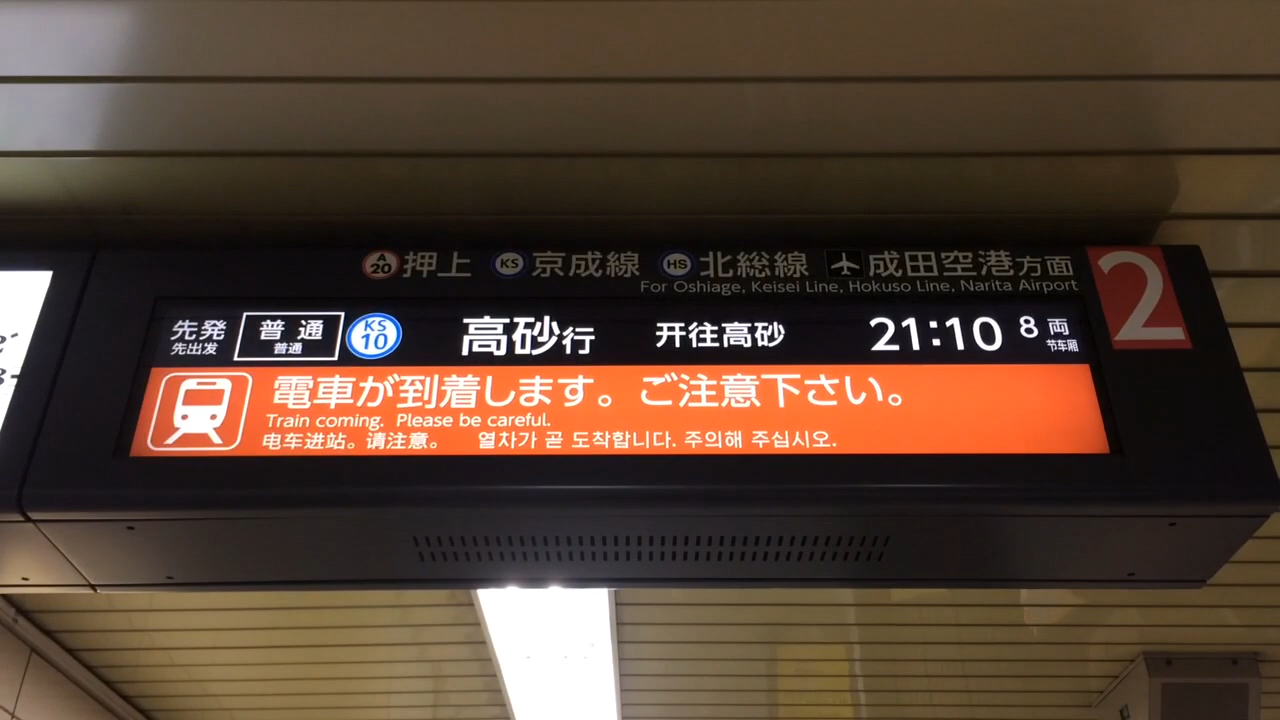 A 20 押上 KS 京成線 HS 北総線 成田空港方面
For Oshiage, Keisei Line, Hokuso Line, Narita Airport
2
先発 普通 KS 10 高砂行 开往高砂 21:10 8 両
先出发 普通 节车厢
電車が到着します。ご注意下さい。
Train coming. Please be careful.
电车进站。请注意。 열차가 곧 도착합니다. 주의해 주십시오.